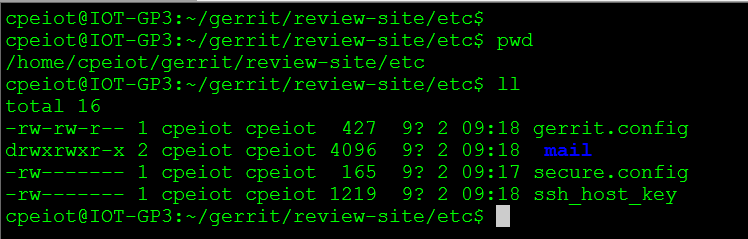 cpeiot@IOT-GP3:~/gerrit/review-site/etc$
cpeiot@IOT-GP3:~/gerrit/review-site/etc$ pwd
/home/cpeiot/gerrit/review-site/etc
cpeiot@IOT-GP3:~/gerrit/review-site/etc$ ll
total 16
-rw-rw-r-- 1 cpeiot cpeiot  427  9? 2 09:18 gerrit.config
drwxrwxr-x 2 cpeiot cpeiot 4096  9? 2 09:18  mail
-rw------- 1 cpeiot cpeiot  165  9? 2 09:17 secure.config
-rw------- 1 cpeiot cpeiot 1219  9? 2 09:18 ssh_host_key
cpeiot@IOT-GP3:~/gerrit/review-site/etc$